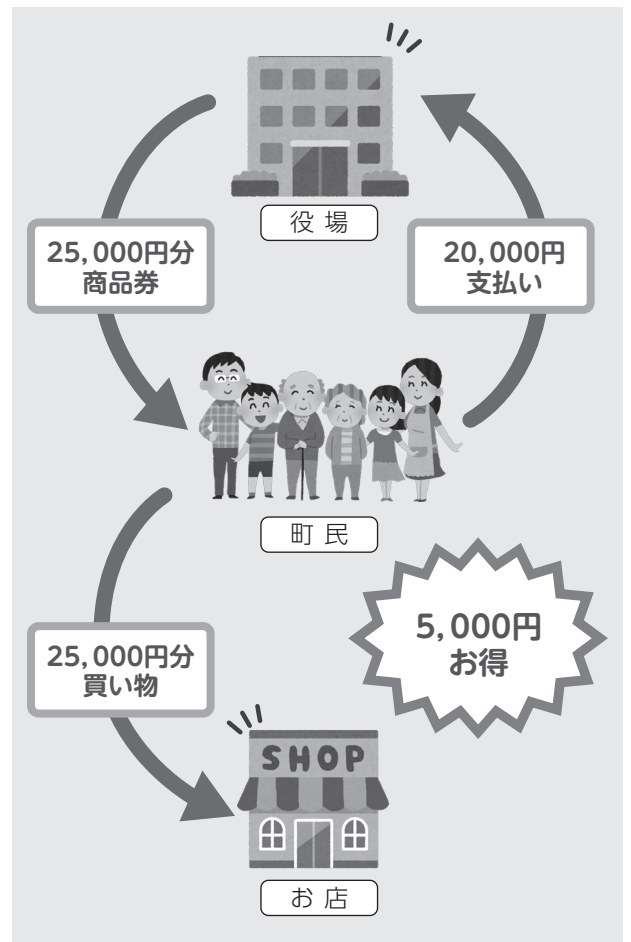 役場
25,000円分
商品券
20,000円
支払い
町民
5,000円
お得
25,000円分
買い物
SHOP
お店